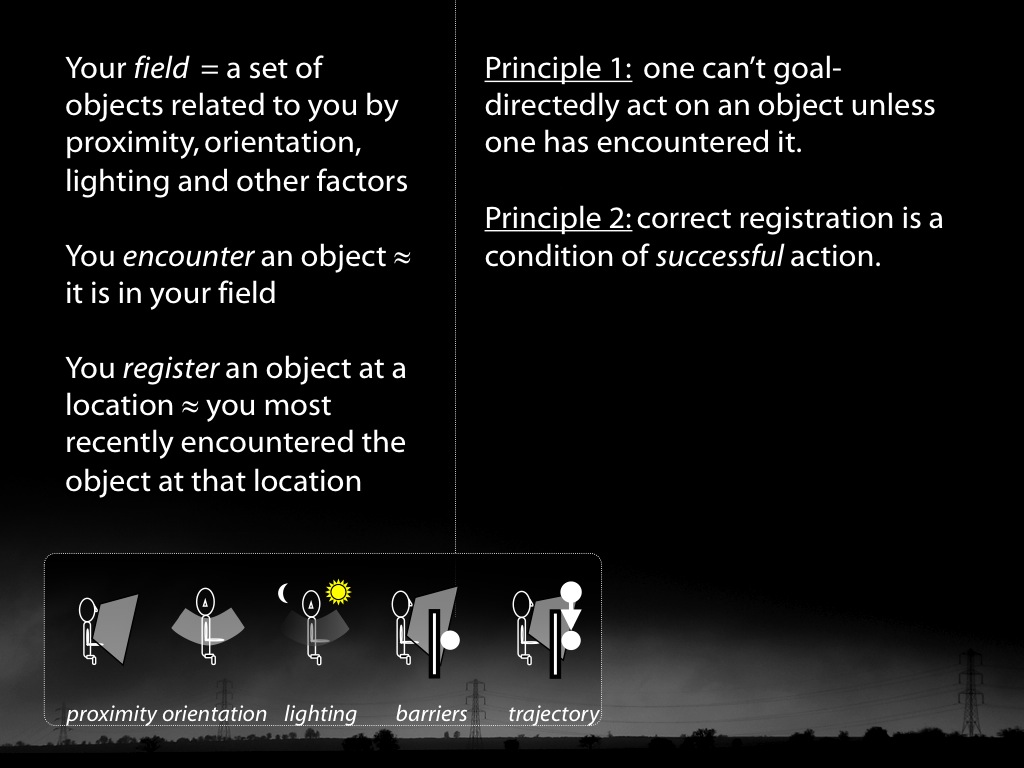 Your field = a set of
objects related to you by
proximity, orientation,
lighting and other factors
You encounter an object ≈
it is in your field
You register an object at a
location ≈ you most
recently encountered the
object at that location
Principle 1: one can't goal-
directedly act on an object unless
one has encountered it.
Principle 2: correct registration is a
condition of successful action.
proximity orientation lighting barriers trajectory